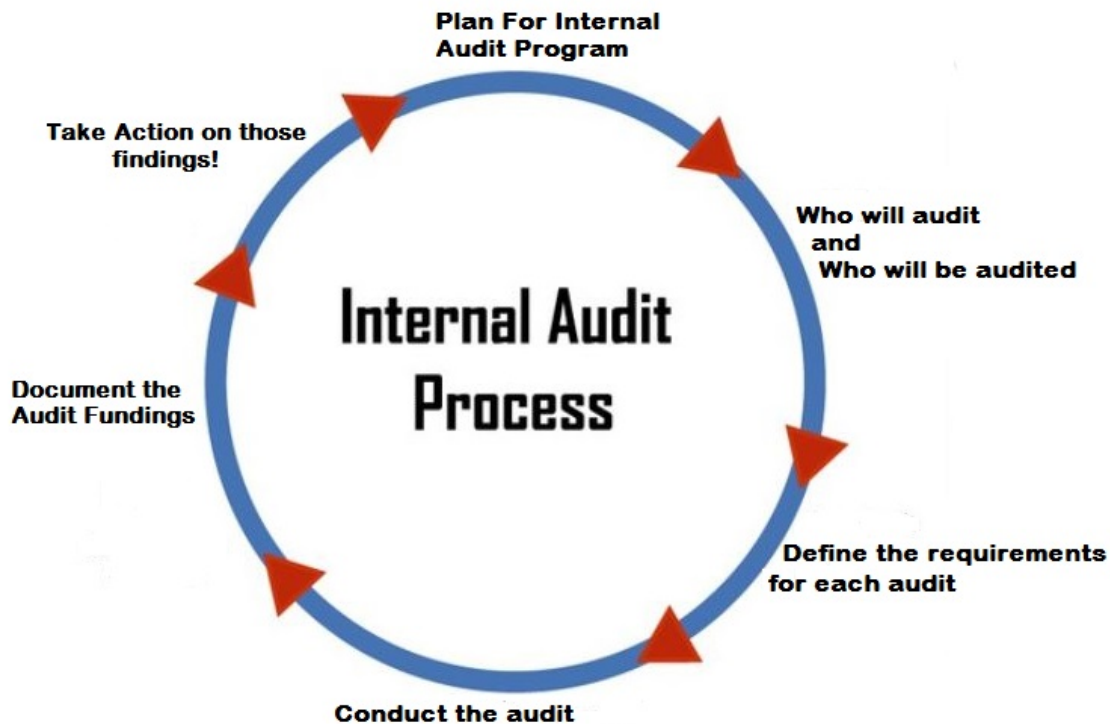 Plan For Internal
Audit Program
Who will audit
and
Who will be audited
Define the requirements
for each audit
Conduct the audit
Document the
Audit Fundings
Take Action on those
findings!
Internal Audit
Process